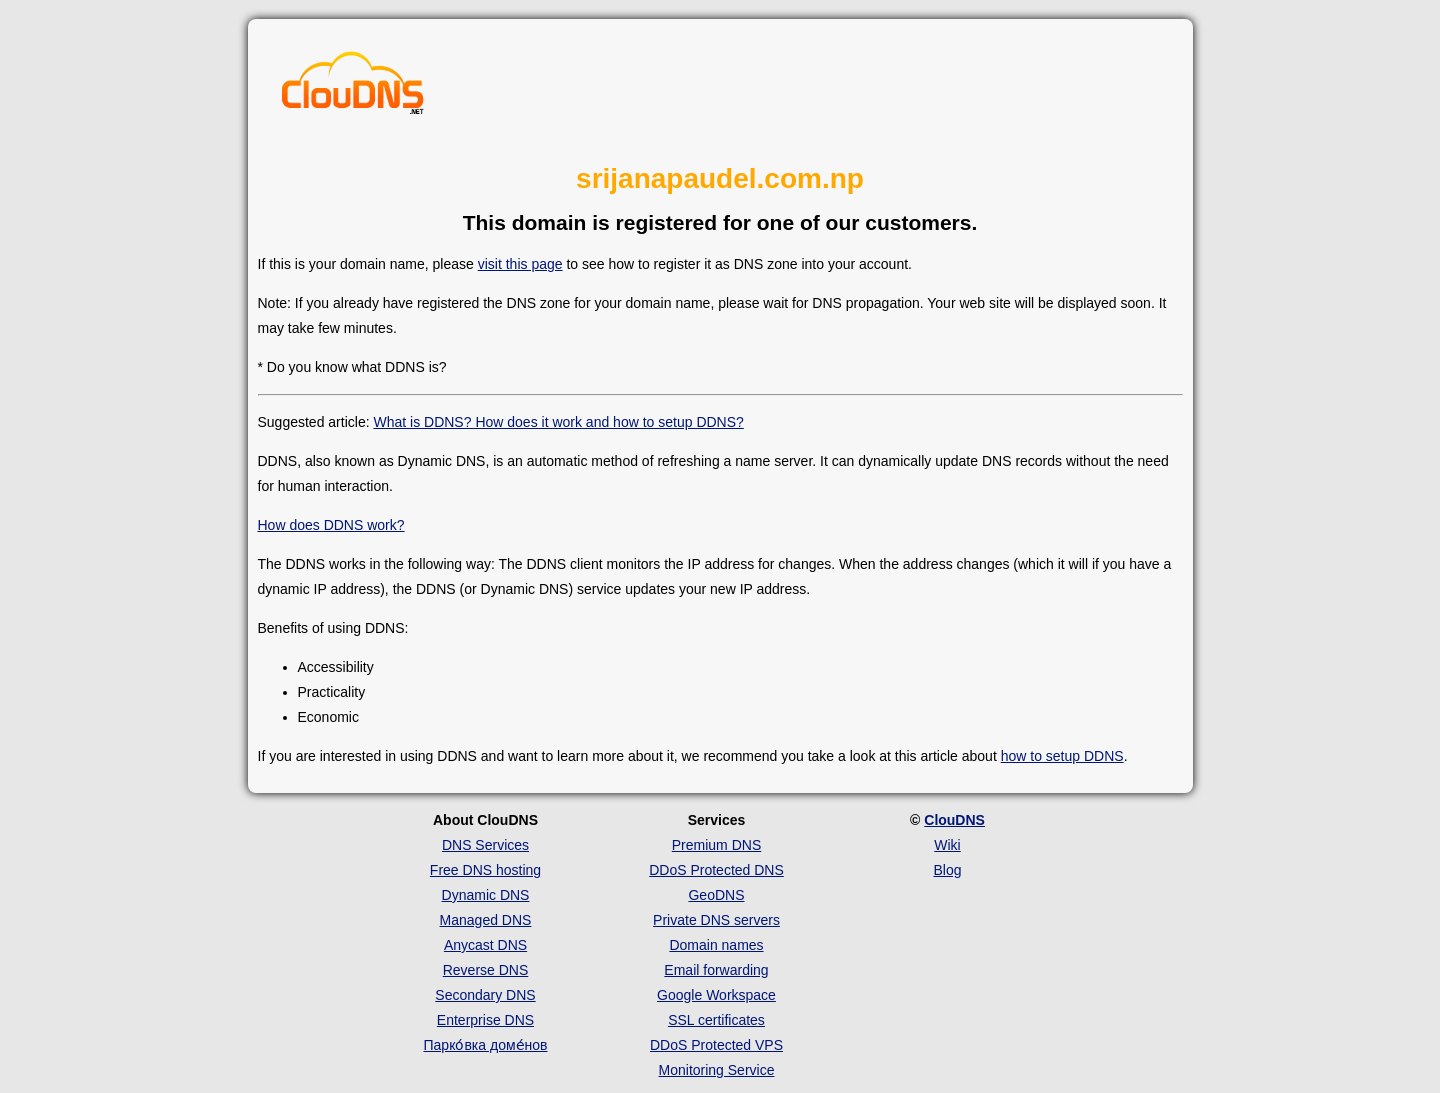 ClouDNS
.NET
srijanapaudel.com.np
This domain is registered for one of our customers.
If this is your domain name, please visit this page to see how to register it as DNS zone into your account.
Note: If you already have registered the DNS zone for your domain name, please wait for DNS propagation. Your web site will be displayed soon. It
may take few minutes.
* Do you know what DDNS is?
Suggested article: What is DDNS? How does it work and how to setup DDNS?
DDNS, also known as Dynamic DNS, is an automatic method of refreshing a name server. It can dynamically update DNS records without the need
for human interaction.
How does DDNS work?
The DDNS works in the following way: The DDNS client monitors the IP address for changes. When the address changes (which it will if you have a
dynamic IP address), the DDNS (or Dynamic DNS) service updates your new IP address.
Benefits of using DDNS:
• Accessibility
• Practicality
• Economic
If you are interested in using DDNS and want to learn more about it, we recommend you take a look at this article about how to setup DDNS.
About ClouDNS
DNS Services
Free DNS hosting
Dynamic DNS
Managed DNS
Anycast DNS
Reverse DNS
Secondary DNS
Enterprise DNS
Парко́вка доме́нов
Services
Premium DNS
DDoS Protected DNS
GeoDNS
Private DNS servers
Domain names
Email forwarding
Google Workspace
SSL certificates
DDoS Protected VPS
Monitoring Service
© ClouDNS
Wiki
Blog